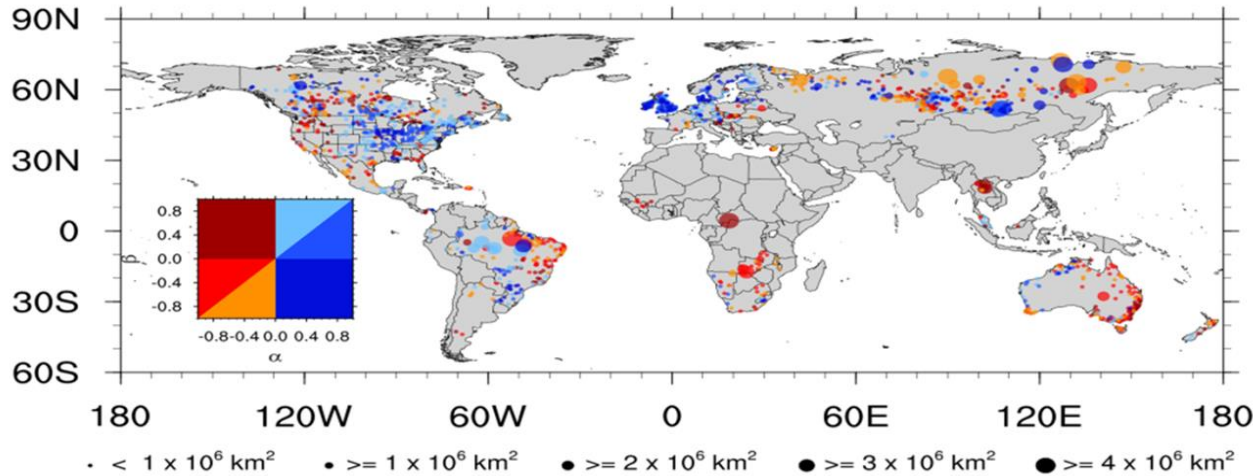 90N
60N
30N
0
30S
60S
180 120W 60W 0 60E 120E 180
0.8
0.4
0.0
-0.4
-0.8
β
-0.8 -0.4 0.0 0.4 0.8
α
< 1 x 10⁶ km² >= 1 x 10⁶ km² >= 2 x 10⁶ km² >= 3 x 10⁶ km² >= 4 x 10⁶ km²